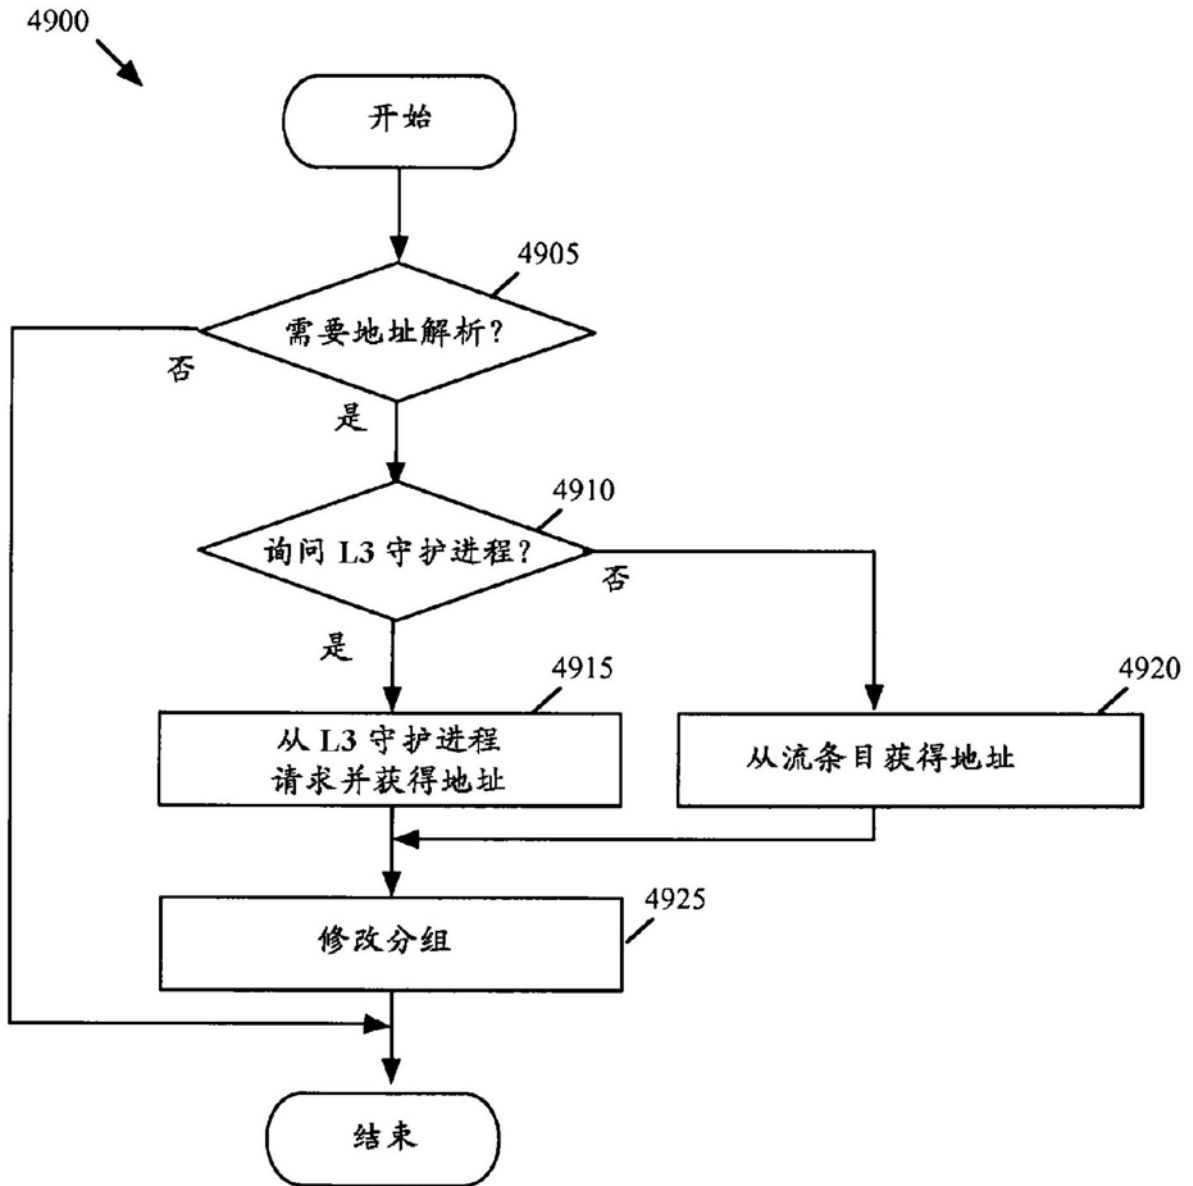 4900
开始
4905
需要地址解析？
否
是
4910
询问 L3 守护进程？
否
是
4915
从 L3 守护进程
请求并获得地址
4920
从流条目获得地址
4925
修改分组
结束